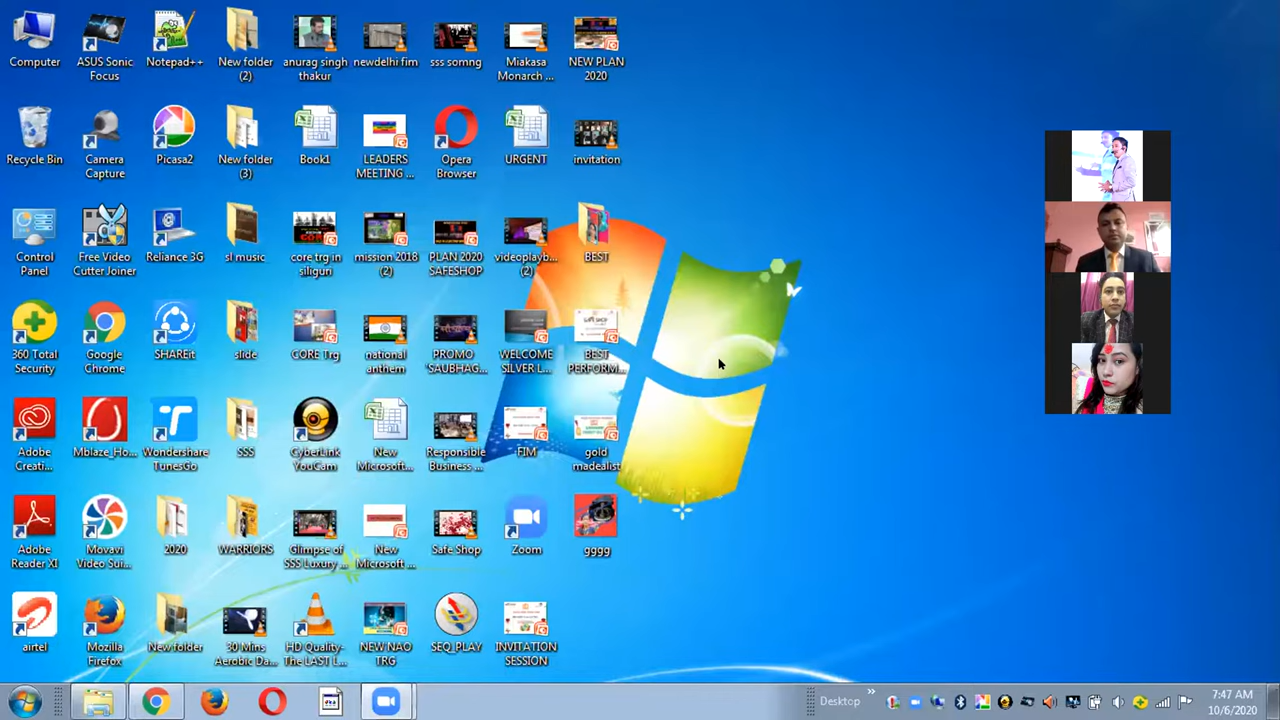 Computer
ASUS Sonic
Focus
Notepad++
New folder
(2)
anurag singh
thakur
newdelhi fim
sss somng
Miakasa
Monarch ...
NEW PLAN
2020
Recycle Bin
Camera
Capture
Picasa2
New folder
(3)
Book1
LEADERS
MEETING ...
Opera
Browser
URGENT
invitation
Control
Panel
Free Video
Cutter Joiner
Reliance 3G
sl music
core trg in
siliguri
mission 2018
(2)
PLAN 2020
SAFESHOP
videoplayb...
(2)
BEST
360 Total
Security
Google
Chrome
SHAREit
slide
CORE Trg
national
anthem
PROMO
'SAUBHAG...
WELCOME
SILVER L...
BEST
PERFORM...
Adobe
Creati...
Mblaze_Ho...
Wondershare
TunesGo
SSS
CyberLink
YouCam
New
Microsoft...
Responsible
Business ...
FIM
gold
madealist
Adobe
Reader XI
Movavi
Video Sui...
2020
WARRIORS
Glimpse of
SSS Luxury ...
New
Microsoft ...
Safe Shop
Zoom
gggg
airtel
Mozilla
Firefox
New folder
30 Mins
Aerobic Da...
HD Quality-
The LAST L...
NEW NAO
TRG
SEQ_PLAY
INVITATION
SESSION
Desktop
»
7:47 AM
10/6/2020